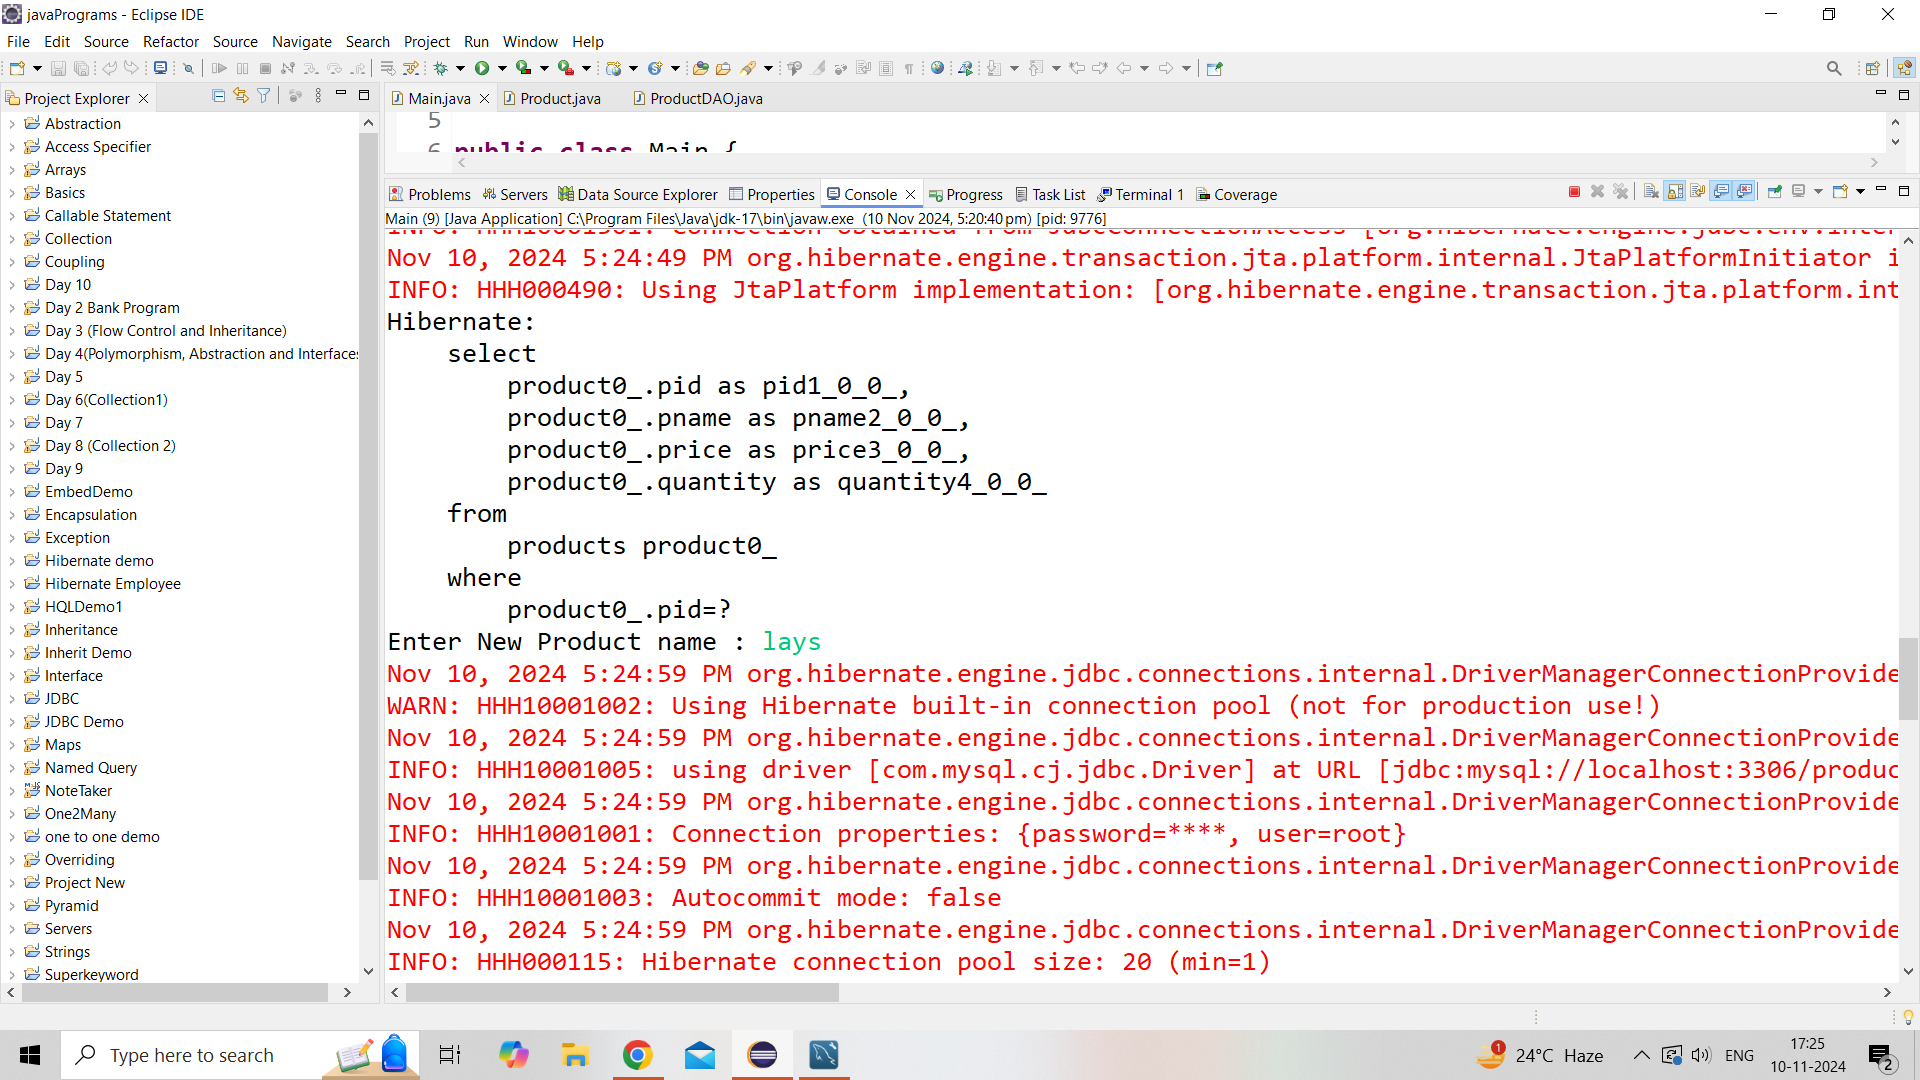 javaPrograms - Eclipse IDE
File Edit Source Refactor Source Navigate Search Project Run Window Help
Project Explorer
Abstraction
Access Specifier
Arrays
Basics
Callable Statement
Collection
Coupling
Day 10
Day 2 Bank Program
Day 3 (Flow Control and Inheritance)
Day 4(Polymorphism, Abstraction and Interfaces
Day 5
Day 6(Collection1)
Day 7
Day 8 (Collection 2)
Day 9
EmbedDemo
Encapsulation
Exception
Hibernate demo
Hibernate Employee
HQLDemo1
Inheritance
Inherit Demo
Interface
JDBC
JDBC Demo
Maps
Named Query
NoteTaker
One2Many
one to one demo
Overriding
Project New
Pyramid
Servers
Strings
Superkeyword
Main.java Product.java ProductDAO.java
5
6 public class Main {
Problems Servers Data Source Explorer Properties Console Progress Task List Terminal 1 Coverage
Main (9) [Java Application] C:\Program Files\Java\jdk-17\bin\javaw.exe (10 Nov 2024, 5:20:40 pm) [pid: 9776]
INFO: HHH10001501: Connection obtained from JdbcConnectionAccess [org.hibernate.engine.jdbc.env.inter
Nov 10, 2024 5:24:49 PM org.hibernate.engine.transaction.jta.platform.internal.JtaPlatformInitiator i
INFO: HHH000490: Using JtaPlatform implementation: [org.hibernate.engine.transaction.jta.platform.int
Hibernate:
select
product0_.pid as pid1_0_0_,
product0_.pname as pname2_0_0_,
product0_.price as price3_0_0_,
product0_.quantity as quantity4_0_0_
from
products product0_
where
product0_.pid=?
Enter New Product name : lays
Nov 10, 2024 5:24:59 PM org.hibernate.engine.jdbc.connections.internal.DriverManagerConnectionProvide
WARN: HHH10001002: Using Hibernate built-in connection pool (not for production use!)
Nov 10, 2024 5:24:59 PM org.hibernate.engine.jdbc.connections.internal.DriverManagerConnectionProvide
INFO: HHH10001005: using driver [com.mysql.cj.jdbc.Driver] at URL [jdbc:mysql://localhost:3306/produc
Nov 10, 2024 5:24:59 PM org.hibernate.engine.jdbc.connections.internal.DriverManagerConnectionProvide
INFO: HHH10001001: Connection properties: {password=****, user=root}
Nov 10, 2024 5:24:59 PM org.hibernate.engine.jdbc.connections.internal.DriverManagerConnectionProvide
INFO: HHH10001003: Autocommit mode: false
Nov 10, 2024 5:24:59 PM org.hibernate.engine.jdbc.connections.internal.DriverManagerConnectionProvide
INFO: HHH000115: Hibernate connection pool size: 20 (min=1)
Type here to search
1
24°C Haze
ENG
17:25
10-11-2024
2